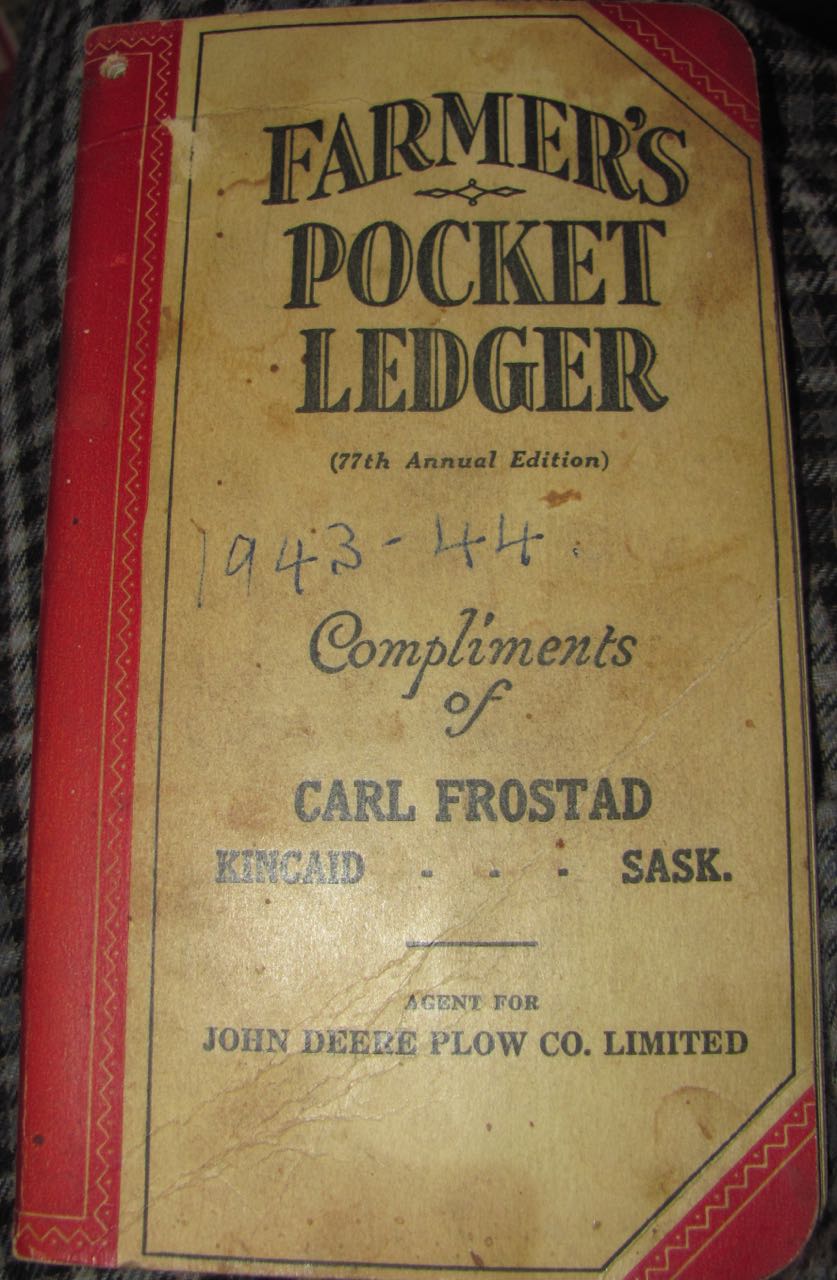 FARMER'S
POCKET
LEDGER
(77th Annual Edition)
1943-44.
Compliments
of
CARL FROSTAD
KINCAID - - - SASK.
AGENT FOR
JOHN DEERE PLOW CO. LIMITED